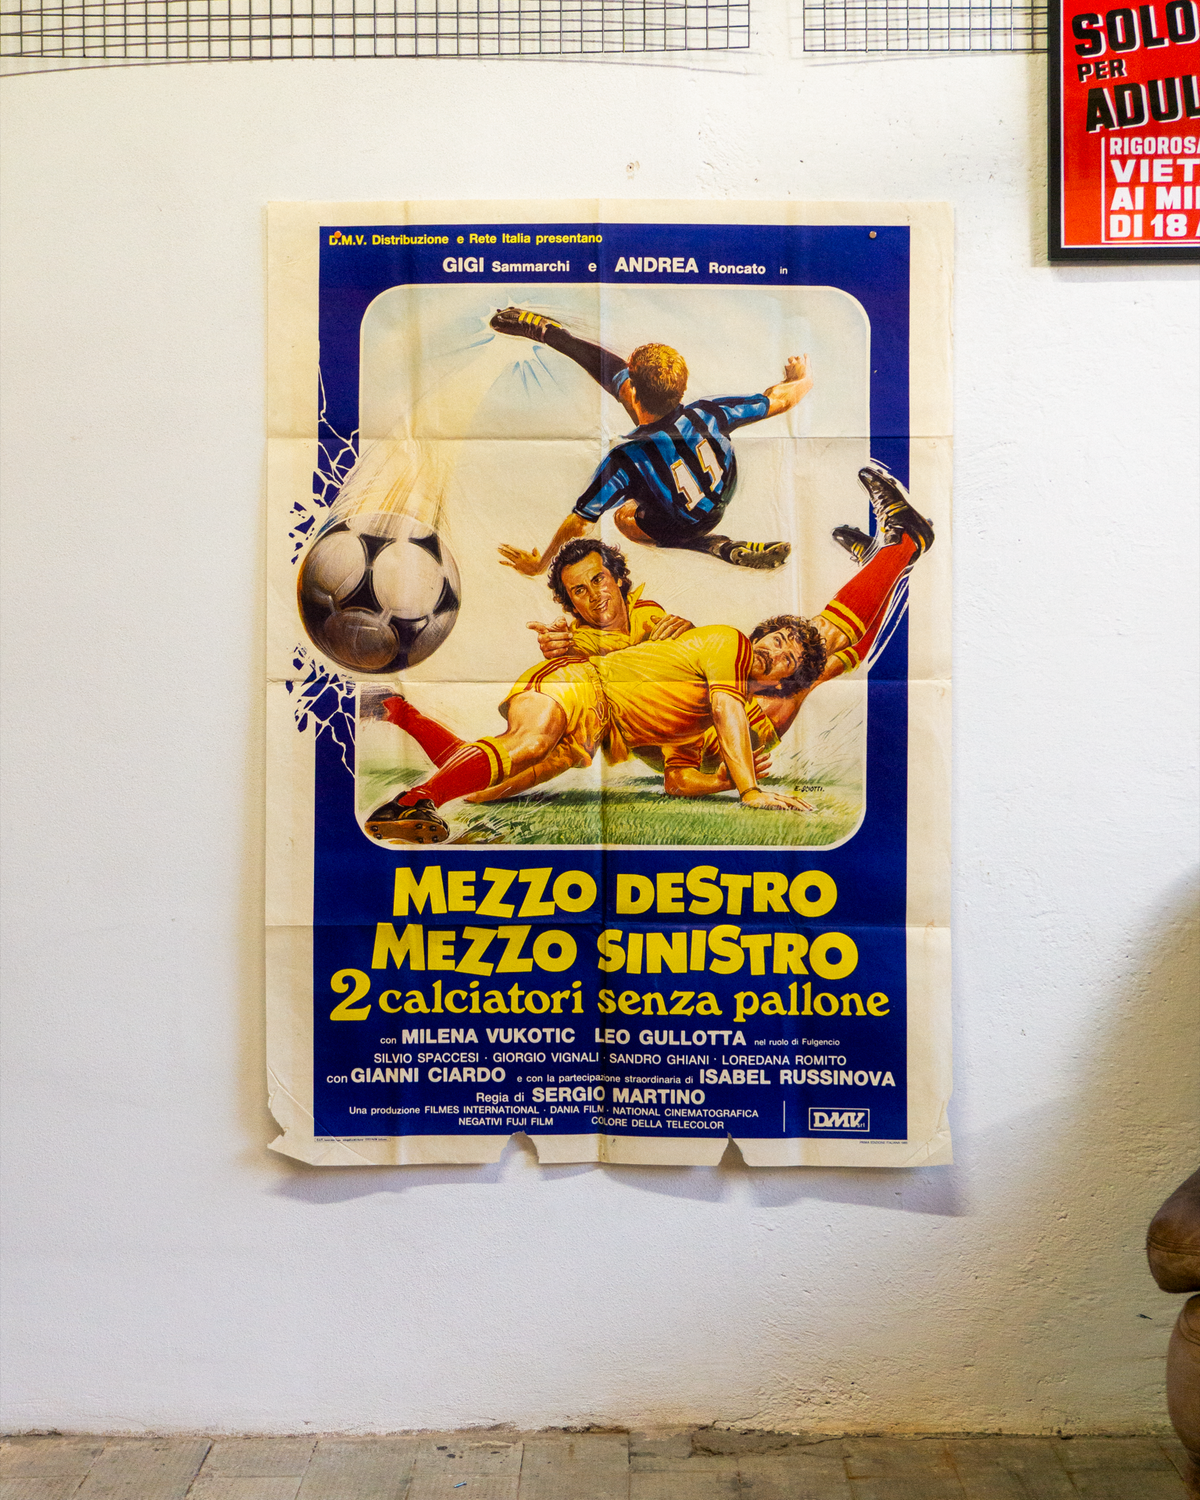 D.M.V. Distribuzione e Rete Italia presentano
GIGI Sammarchi e ANDREA Roncato in
11
E. SCIOTTI.
MEZZO DESTRO
MEZZO SINISTRO
2 calciatori senza pallone
con MILENA VUKOTIC LEO GULLOTTA nel ruolo di Fulgencio
SILVIO SPACCESI · GIORGIO VIGNALI · SANDRO GHIANI · LOREDANA ROMITO
con GIANNI CIARDO e con la partecipazione straordinaria di ISABEL RUSSINOVA
Regia di SERGIO MARTINO
Una produzione FILMES INTERNATIONAL · DANIA FILM · NATIONAL CINEMATOGRAFICA
NEGATIVI FUJI FILM COLORE DELLA TELECOLOR
DMV srl
SOLO
PER
ADUL
RIGOROSA
VIET
AI MI
DI 18 A